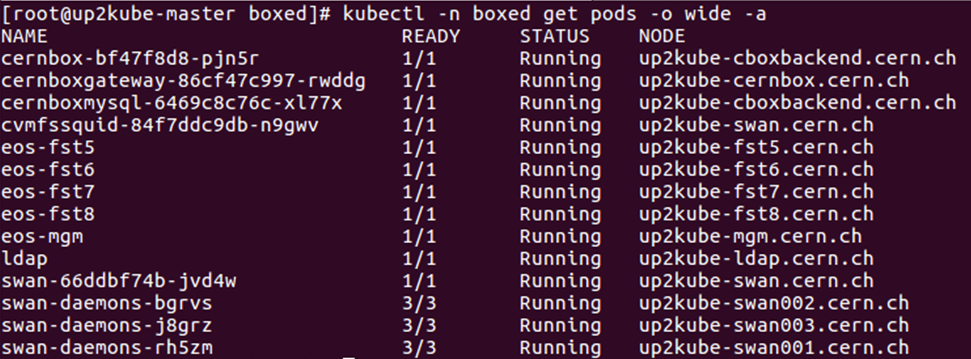 [root@up2kube-master boxed]# kubectl -n boxed get pods -o wide -a
NAME READY STATUS NODE
cernbox-bf47f8d8-pjn5r 1/1 Running up2kube-cboxbackend.cern.ch
cernboxgateway-86cf47c997-rwddg 1/1 Running up2kube-cernbox.cern.ch
cernboxmysql-6469c8c76c-xl77x 1/1 Running up2kube-cboxbackend.cern.ch
cvmfssquid-84f7ddc9db-n9gwv 1/1 Running up2kube-swan.cern.ch
eos-fst5 1/1 Running up2kube-fst5.cern.ch
eos-fst6 1/1 Running up2kube-fst6.cern.ch
eos-fst7 1/1 Running up2kube-fst7.cern.ch
eos-fst8 1/1 Running up2kube-fst8.cern.ch
eos-mgm 1/1 Running up2kube-mgm.cern.ch
ldap 1/1 Running up2kube-ldap.cern.ch
swan-66ddbf74b-jvd4w 1/1 Running up2kube-swan.cern.ch
swan-daemons-bgrvs 3/3 Running up2kube-swan002.cern.ch
swan-daemons-j8grz 3/3 Running up2kube-swan003.cern.ch
swan-daemons-rh5zm 3/3 Running up2kube-swan001.cern.ch